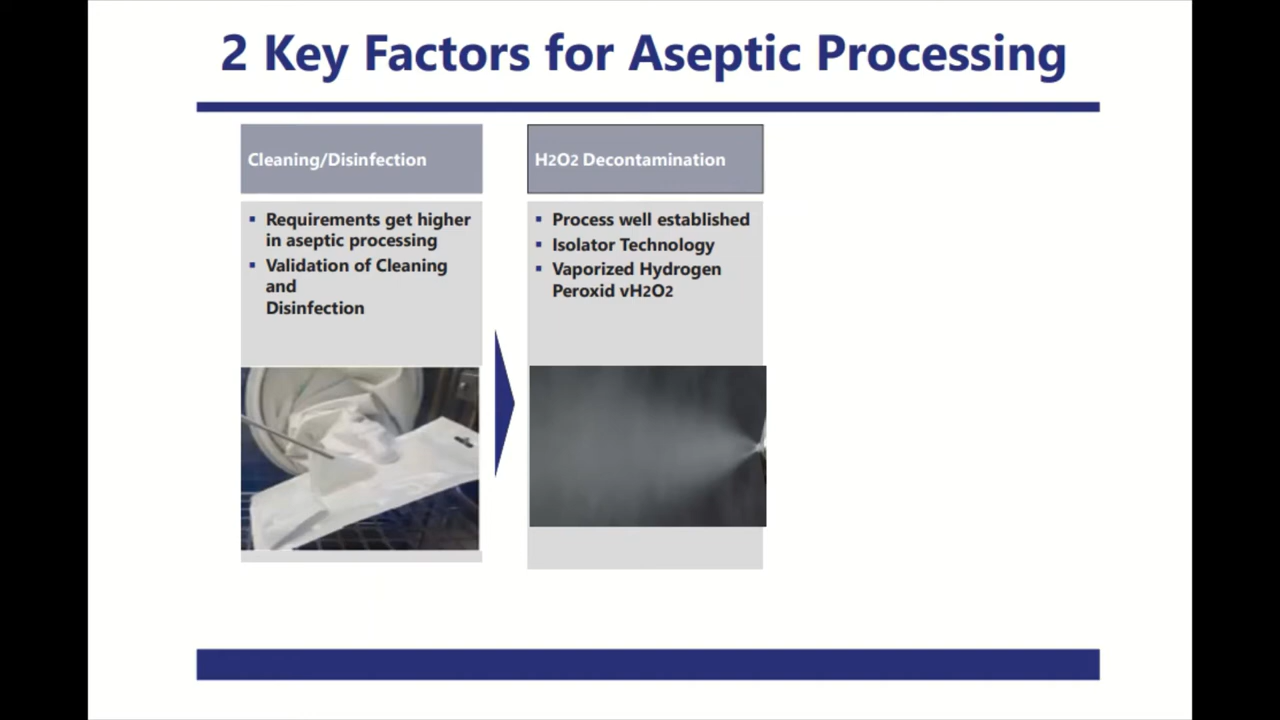 2 Key Factors for Aseptic Processing
Cleaning/Disinfection
▪ Requirements get higher
in aseptic processing
▪ Validation of Cleaning
and
Disinfection
H2O2 Decontamination
▪ Process well established
▪ Isolator Technology
▪ Vaporized Hydrogen
Peroxid vH2O2